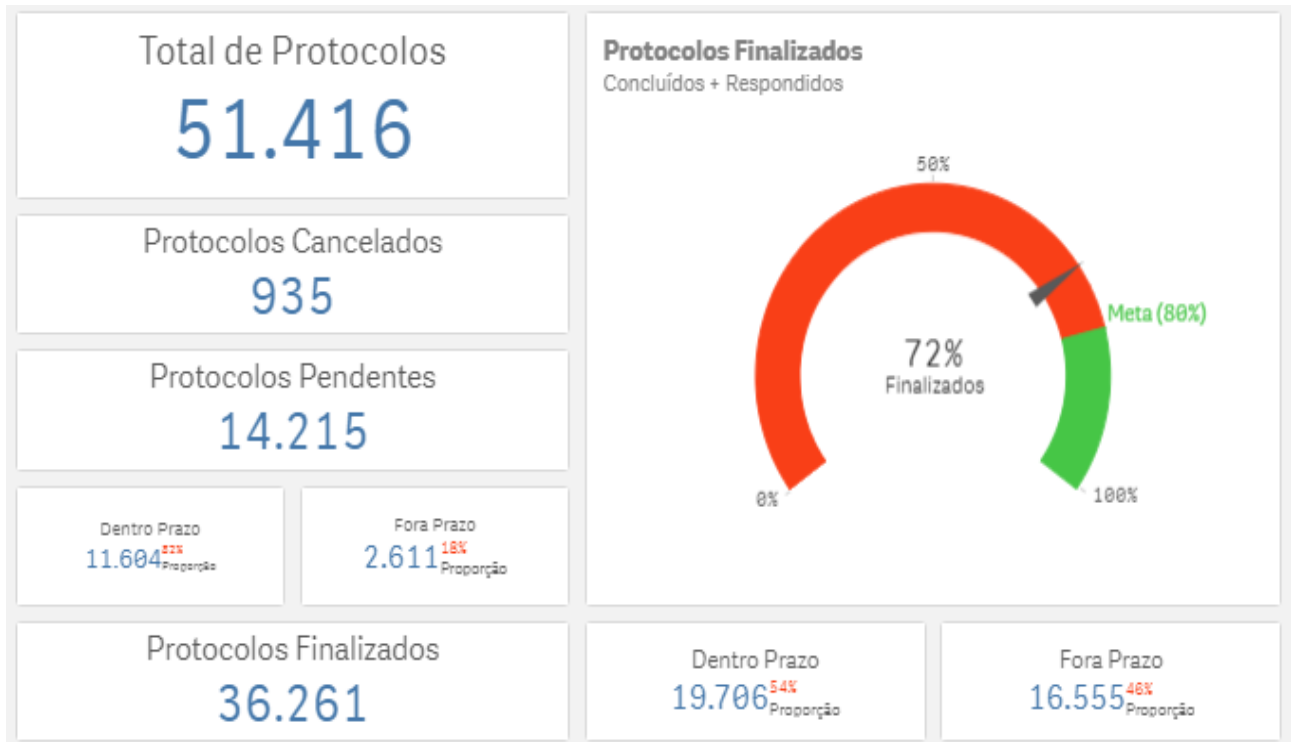 Total de Protocolos
51.416
Protocolos Cancelados
935
Protocolos Pendentes
14.215
Dentro Prazo
11.604 82%
Proporção
Fora Prazo
2.611 18%
Proporção
Protocolos Finalizados
36.261
Protocolos Finalizados
Concluídos + Respondidos
50%
Meta (80%)
72%
Finalizados
0%
100%
Dentro Prazo
19.706 54%
Proporção
Fora Prazo
16.555 46%
Proporção